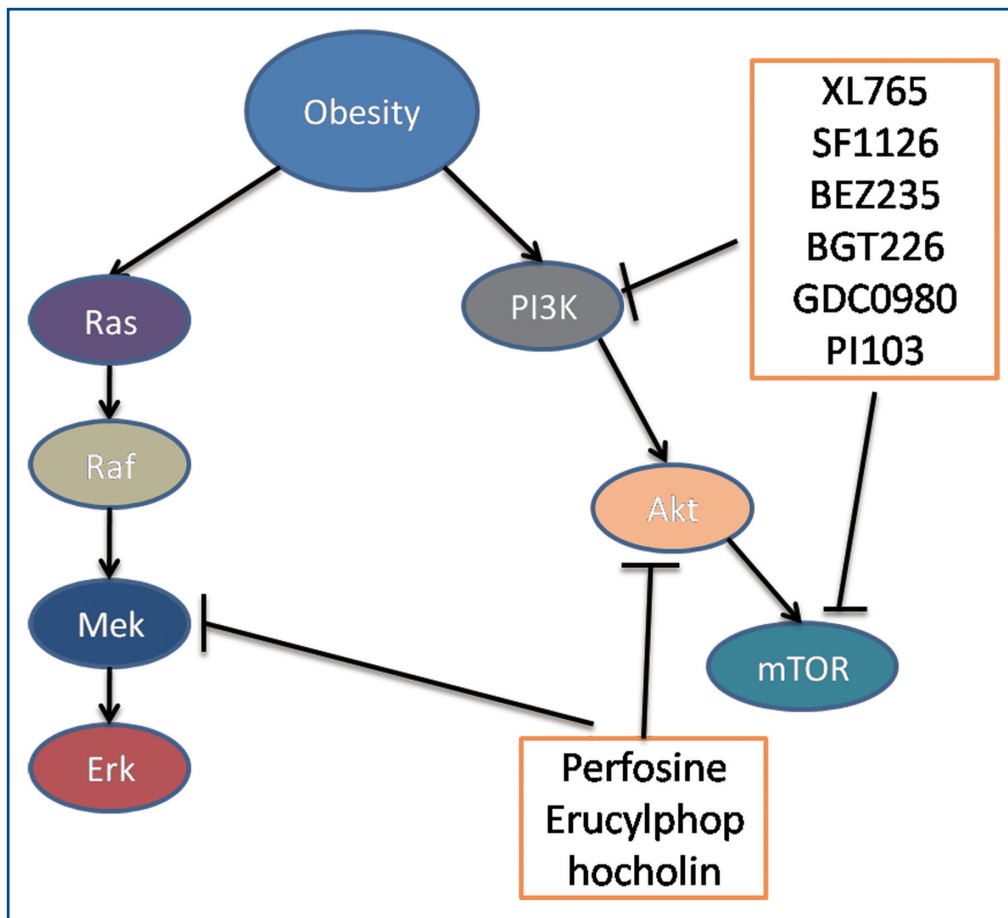 Obesity
XL765
SF1126
BEZ235
BGT226
GDC0980
PI103
Ras
PI3K
Raf
Akt
Mek
mTOR
Erk
Perfosine
Erucylphop
hocholin